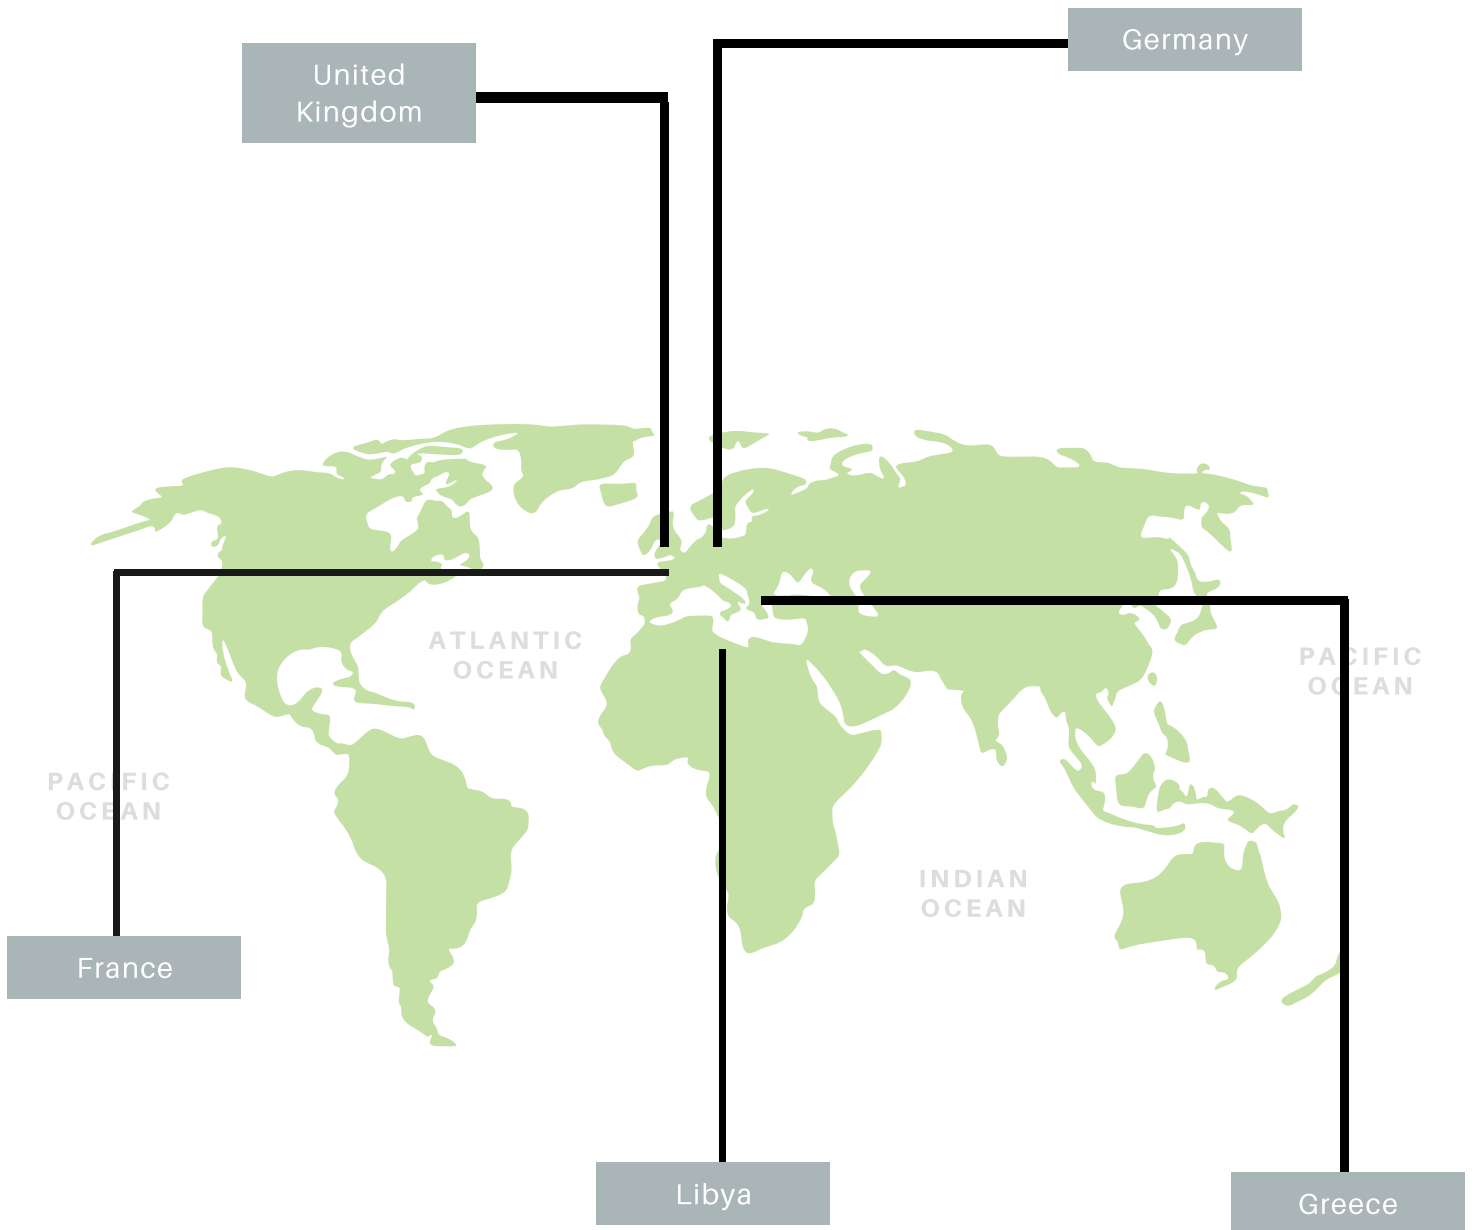 Germany
United
Kingdom
ATLANTIC
OCEAN
PACIFIC
OCEAN
PACIFIC
OCEAN
INDIAN
OCEAN
France
Libya
Greece